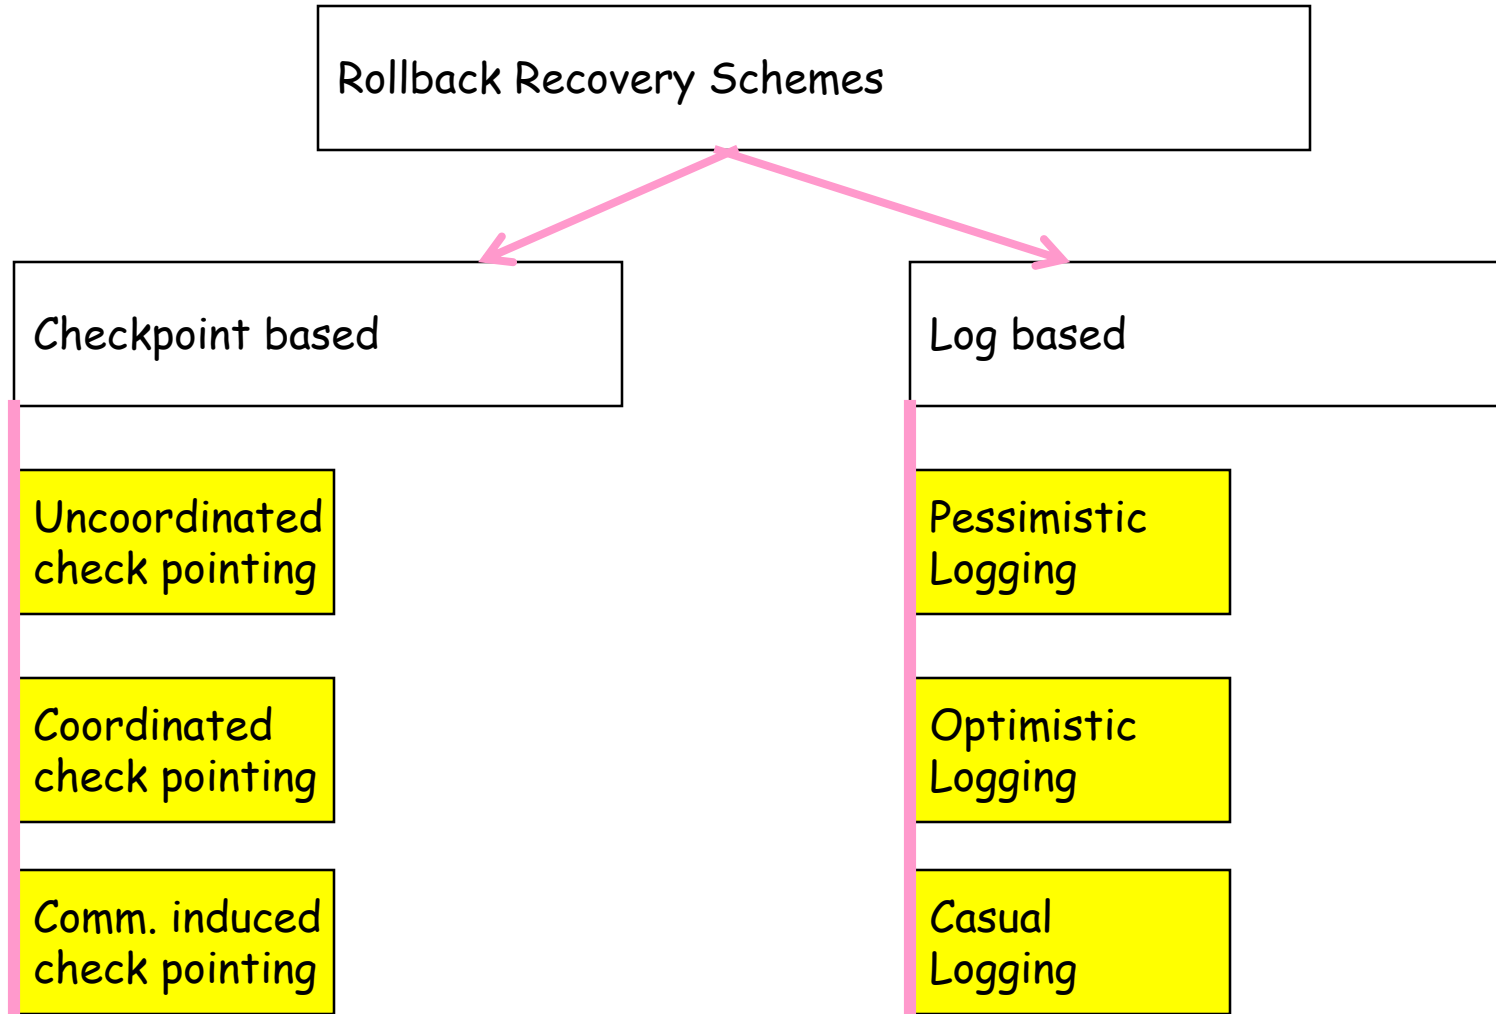 Rollback Recovery Schemes
Checkpoint based
Log based
Uncoordinated
check pointing
Pessimistic
Logging
Coordinated
check pointing
Optimistic
Logging
Comm. induced
check pointing
Casual
Logging